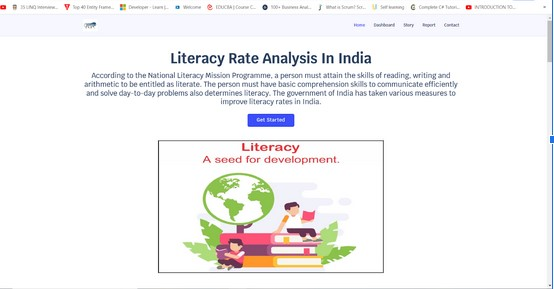 25 LINQ Interview... Top 40 Entity Frame... Developer - Learn |... Welcome EDUCBA | Course C... 100+ Business Anal... What is Scrum? Scr... Self learning Complete C# Tutori... INTRODUCTION TO...
Home Dashboard Story Report Contact
Literacy Rate Analysis In India
According to the National Literacy Mission Programme, a person must attain the skills of reading, writing and
arithmetic to be entitled as literate. The person must have basic comprehension skills to communicate efficiently
and solve day-to-day problems also determines literacy. The government of India has taken various measures to
improve literacy rates in India.
Get Started
Literacy
A seed for development.